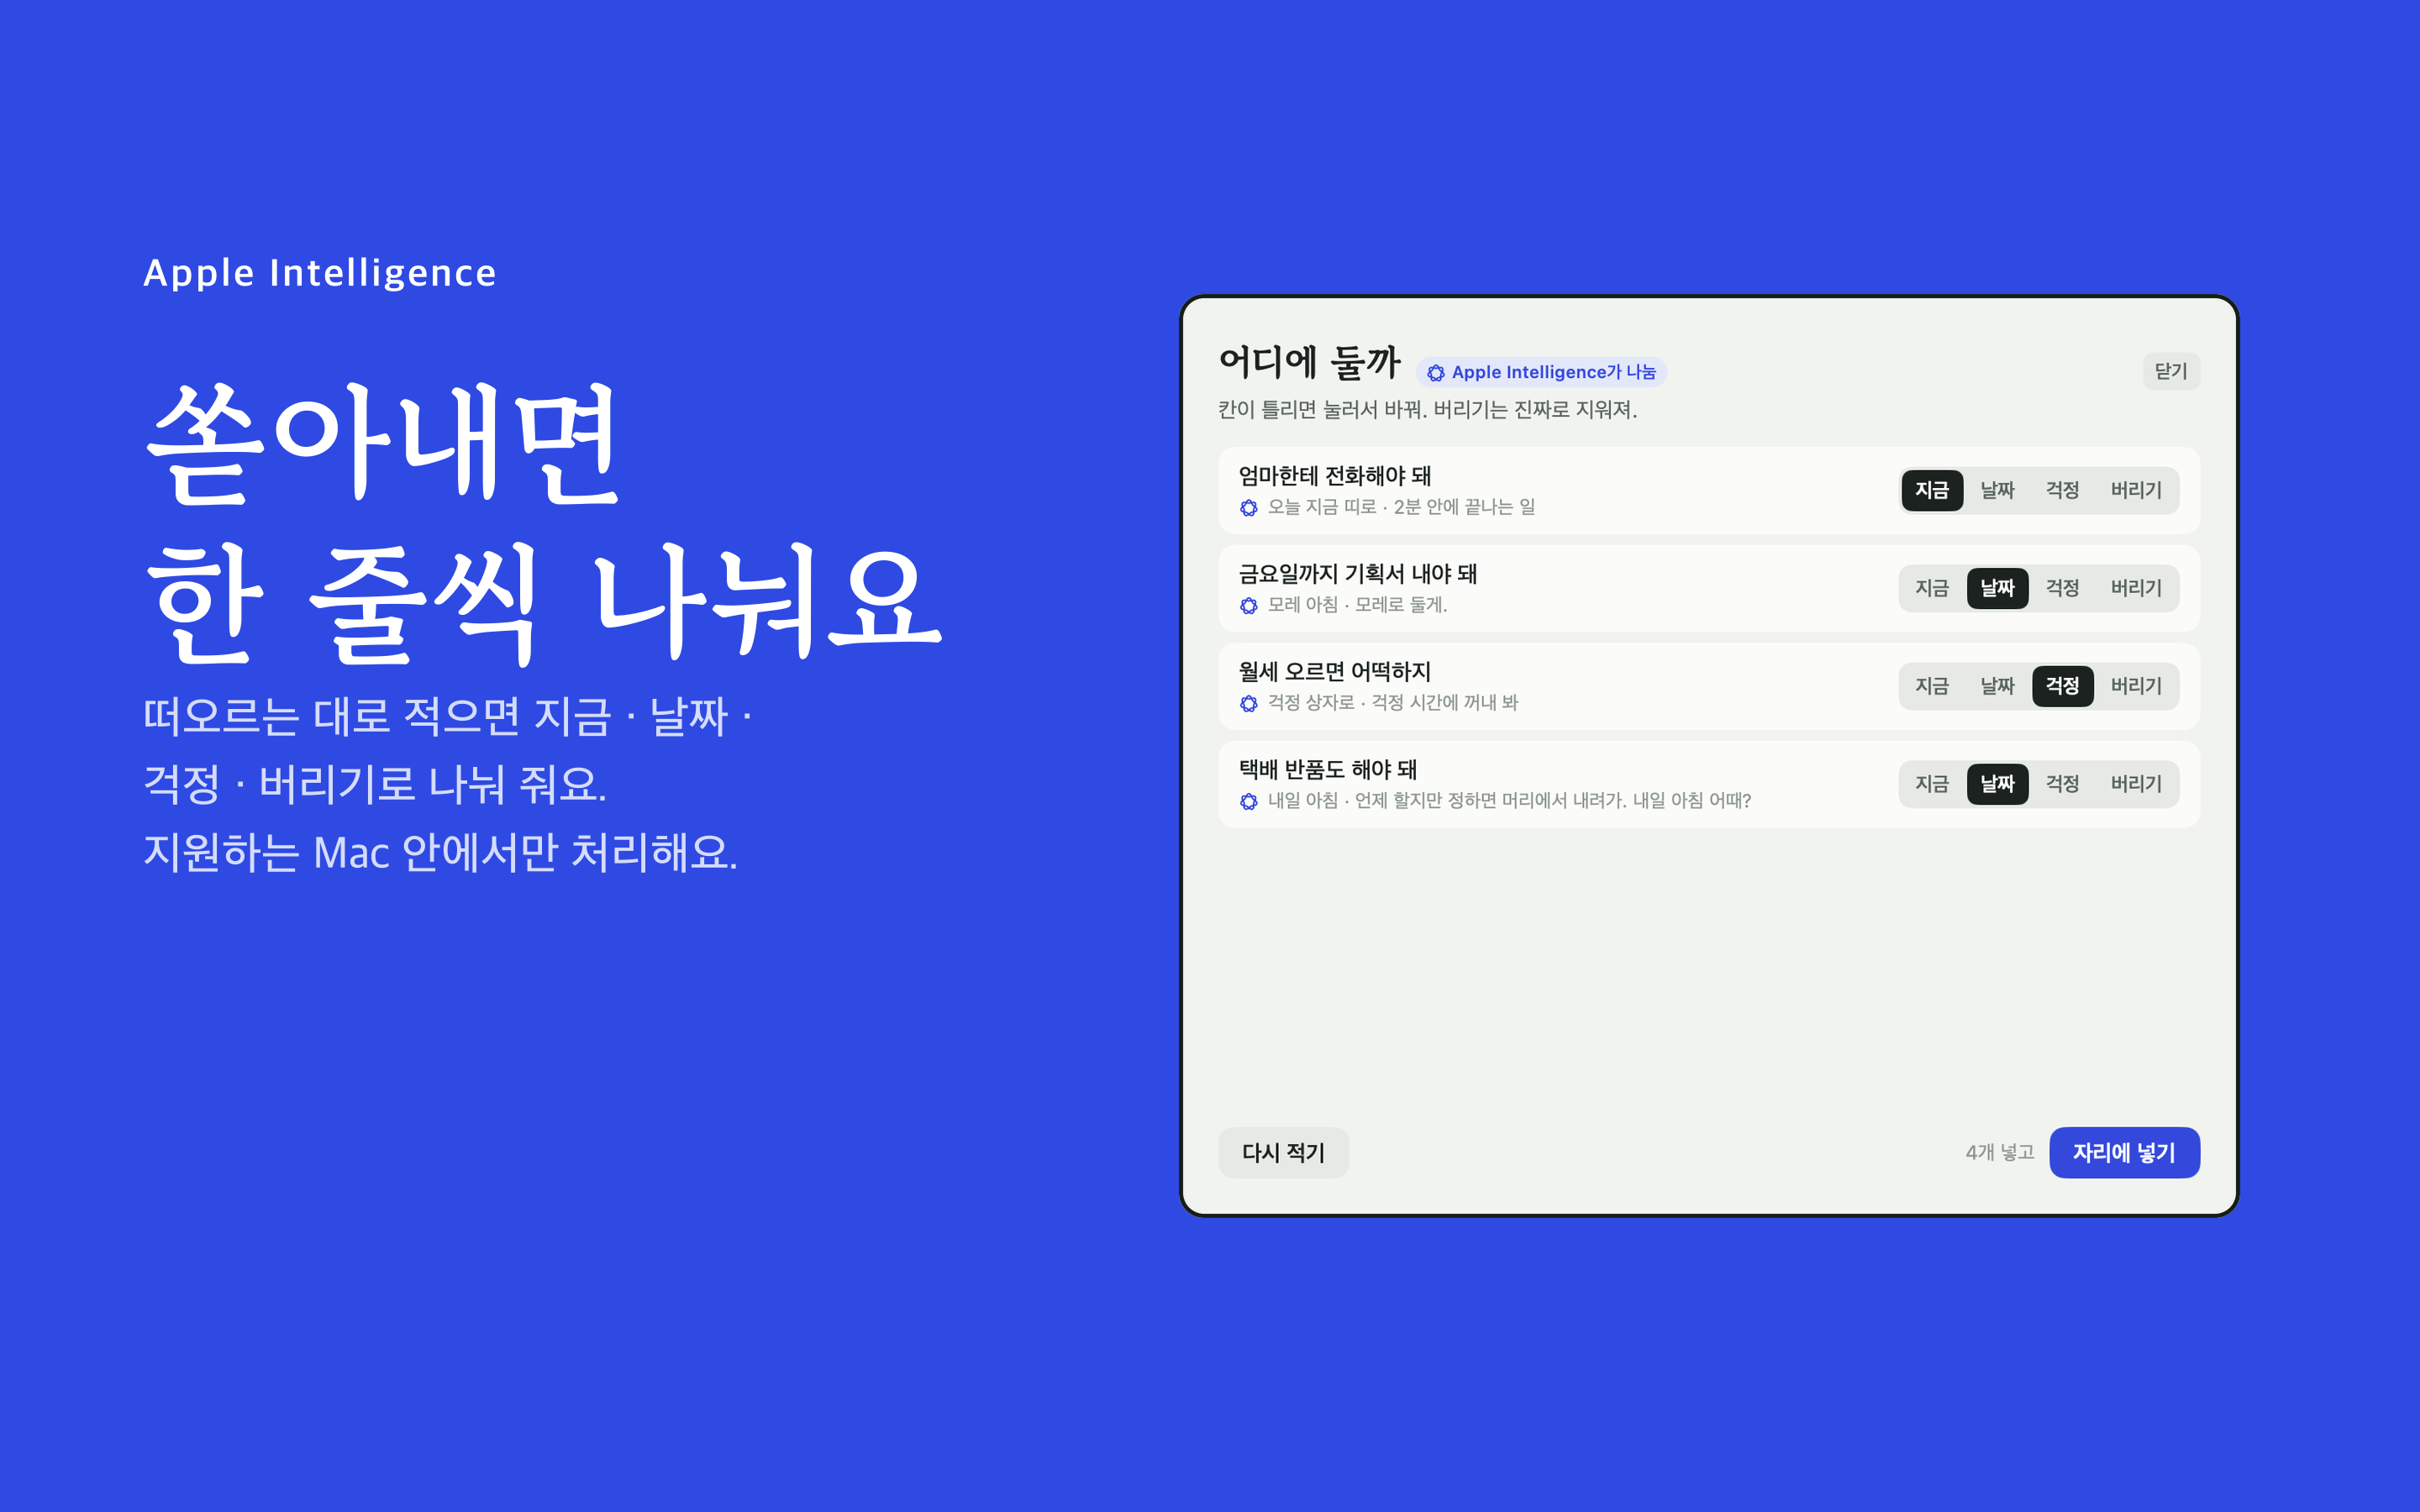 Apple Intelligence
쏟아내면
한 줄씩 나눠요
떠오르는 대로 적으면 지금 · 날짜 ·
걱정 · 버리기로 나눠 줘요.
지원하는 Mac 안에서만 처리해요.
어디에 둘까 Apple Intelligence가 나눔 닫기
칸이 틀리면 눌러서 바꿔. 버리기는 진짜로 지워져.
엄마한테 전화해야 돼
오늘 지금 띠로 · 2분 안에 끝나는 일
지금 날짜 걱정 버리기
금요일까지 기획서 내야 돼
모레 아침 · 모레로 둘게.
지금 날짜 걱정 버리기
월세 오르면 어떡하지
걱정 상자로 · 걱정 시간에 꺼내 봐
지금 날짜 걱정 버리기
택배 반품도 해야 돼
내일 아침 · 언제 할지만 정하면 머리에서 내려가. 내일 아침 어때?
지금 날짜 걱정 버리기
다시 적기 4개 넣고 자리에 넣기